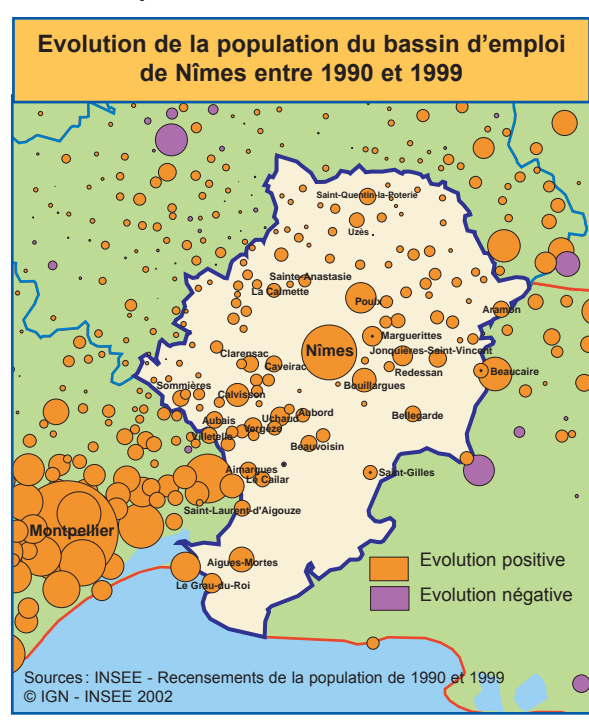 Evolution de la population du bassin d'emploi
de Nîmes entre 1990 et 1999
Saint-Quentin-la-Poterie
Uzès
Sainte-Anastasie
La Calmette
Poulx
Aramon
Marguerittes
Nîmes
Jonquières-Saint-Vincent
Clarensac
Caveirac
Redessan
Beaucaire
Bouillargues
Sommières
Calvisson
Aubord
Bellegarde
Aubais
Uchaud
Vergèze
Villetelle
Beauvoisin
Aimargues
Le Cailar
Saint-Gilles
Saint-Laurent-d'Aigouze
Montpellier
Aigues-Mortes
Le Grau-du-Roi
Evolution positive
Evolution négative
Sources : INSEE - Recensements de la population de 1990 et 1999
© IGN - INSEE 2002